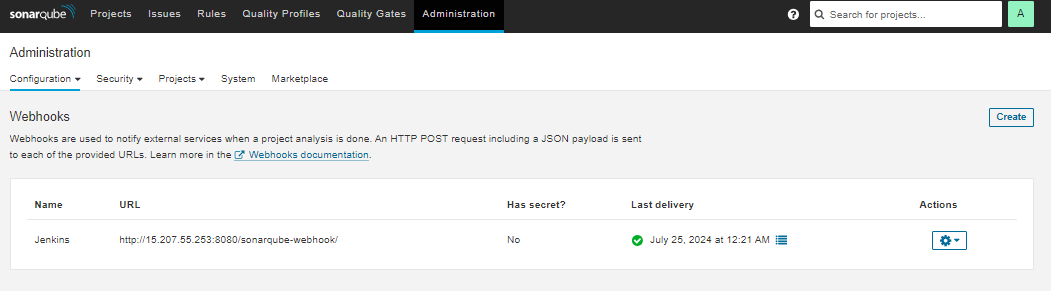 sonarqube Projects Issues Rules Quality Profiles Quality Gates Administration ? Search for projects... A
Administration
Configuration Security Projects System Marketplace
Webhooks Create
Webhooks are used to notify external services when a project analysis is done. An HTTP POST request including a JSON payload is sent
to each of the provided URLs. Learn more in the Webhooks documentation.
Name URL Has secret? Last delivery Actions
Jenkins http://15.207.55.253:8080/sonarqube-webhook/ No July 25, 2024 at 12:21 AM